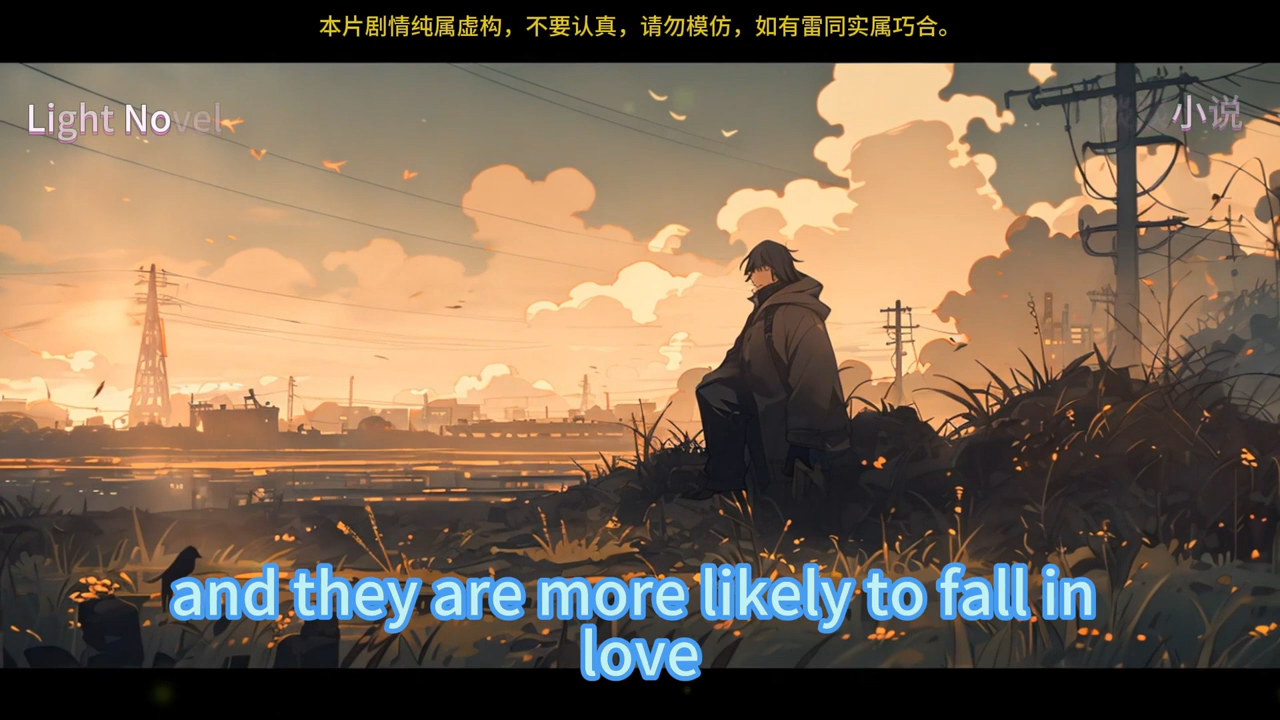 本片剧情纯属虚构，不要认真，请勿模仿，如有雷同实属巧合。
Light Novel
小说
and they are more likely to fall in
love